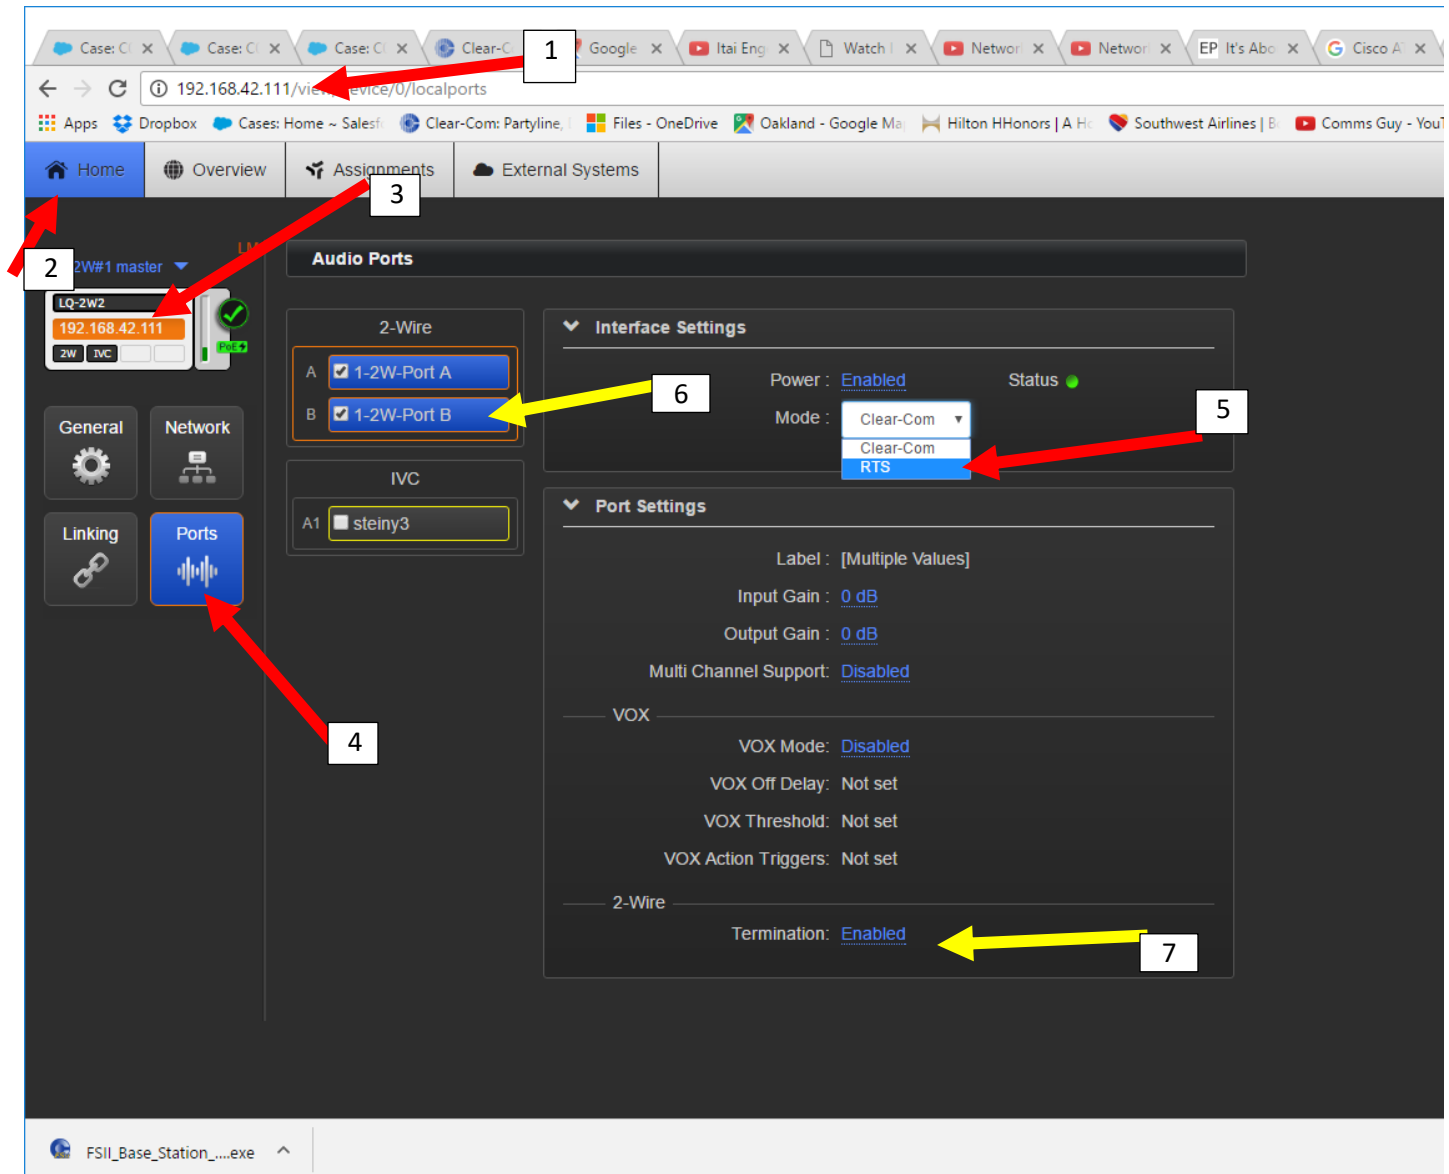 Case: C
Case: C
Case: C
Clear-C
1
Google
Itai Eng
Watch
Networ
Networ
EP It's Abo
Cisco A
192.168.42.111/view/device/0/localports
Apps
Dropbox
Cases: Home ~ Salesf
Clear-Com: Partyline,
Files - OneDrive
Oakland - Google Ma
Hilton HHonors | A Ho
Southwest Airlines | B
Comms Guy - YouT
Home
Overview
Assignments
External Systems
3
2
2W#1 master
LM
LQ-2W2
192.168.42.111
2W IVC
PoE
General
Network
Linking
Ports
4
Audio Ports
2-Wire
A 1-2W-Port A
B 1-2W-Port B
6
IVC
A1 steiny3
Interface Settings
Power : Enabled Status
Mode : Clear-Com
Clear-Com
RTS
5
Port Settings
Label : [Multiple Values]
Input Gain : 0 dB
Output Gain : 0 dB
Multi Channel Support: Disabled
VOX
VOX Mode: Disabled
VOX Off Delay: Not set
VOX Threshold: Not set
VOX Action Triggers: Not set
2-Wire
Termination: Enabled
7
FSII_Base_Station_....exe